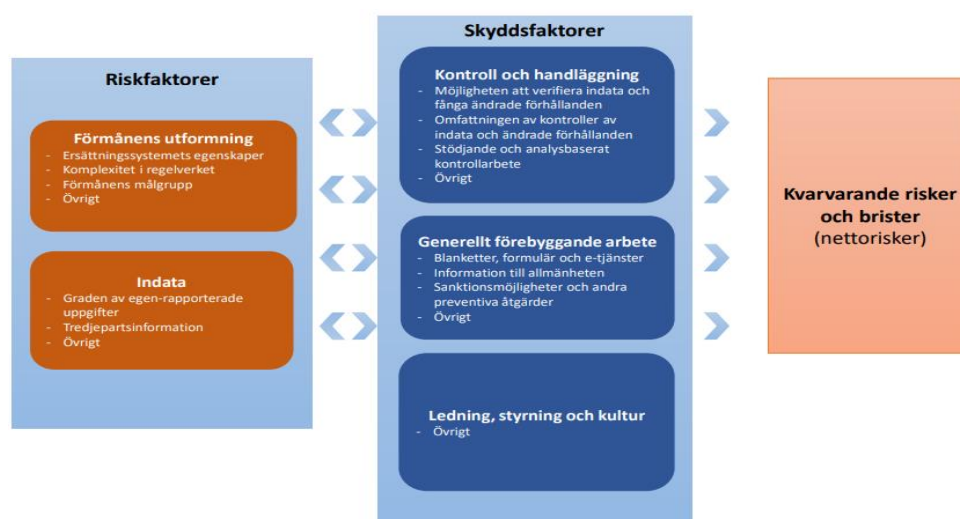 Riskfaktorer
Förmånens utformning
- Ersättningssystemets egenskaper
- Komplexitet i regelverket
- Förmånens målgrupp
- Övrigt
Indata
- Graden av egen-rapporterade
uppgifter
- Tredjepartsinformation
- Övrigt
Skyddsfaktorer
Kontroll och handläggning
- Möjligheten att verifiera indata och
fånga ändrade förhållanden
- Omfattningen av kontroller av
indata och ändrade förhållanden
- Stödjande och analysbaserat
kontrollarbete
- Övrigt
Generellt förebyggande arbete
- Blanketter, formulär och e-tjänster
- Information till allmänheten
- Sanktionsmöjligheter och andra
preventiva åtgärder
- Övrigt
Ledning, styrning och kultur
- Övrigt
Kvarvarande risker
och brister
(nettorisker)